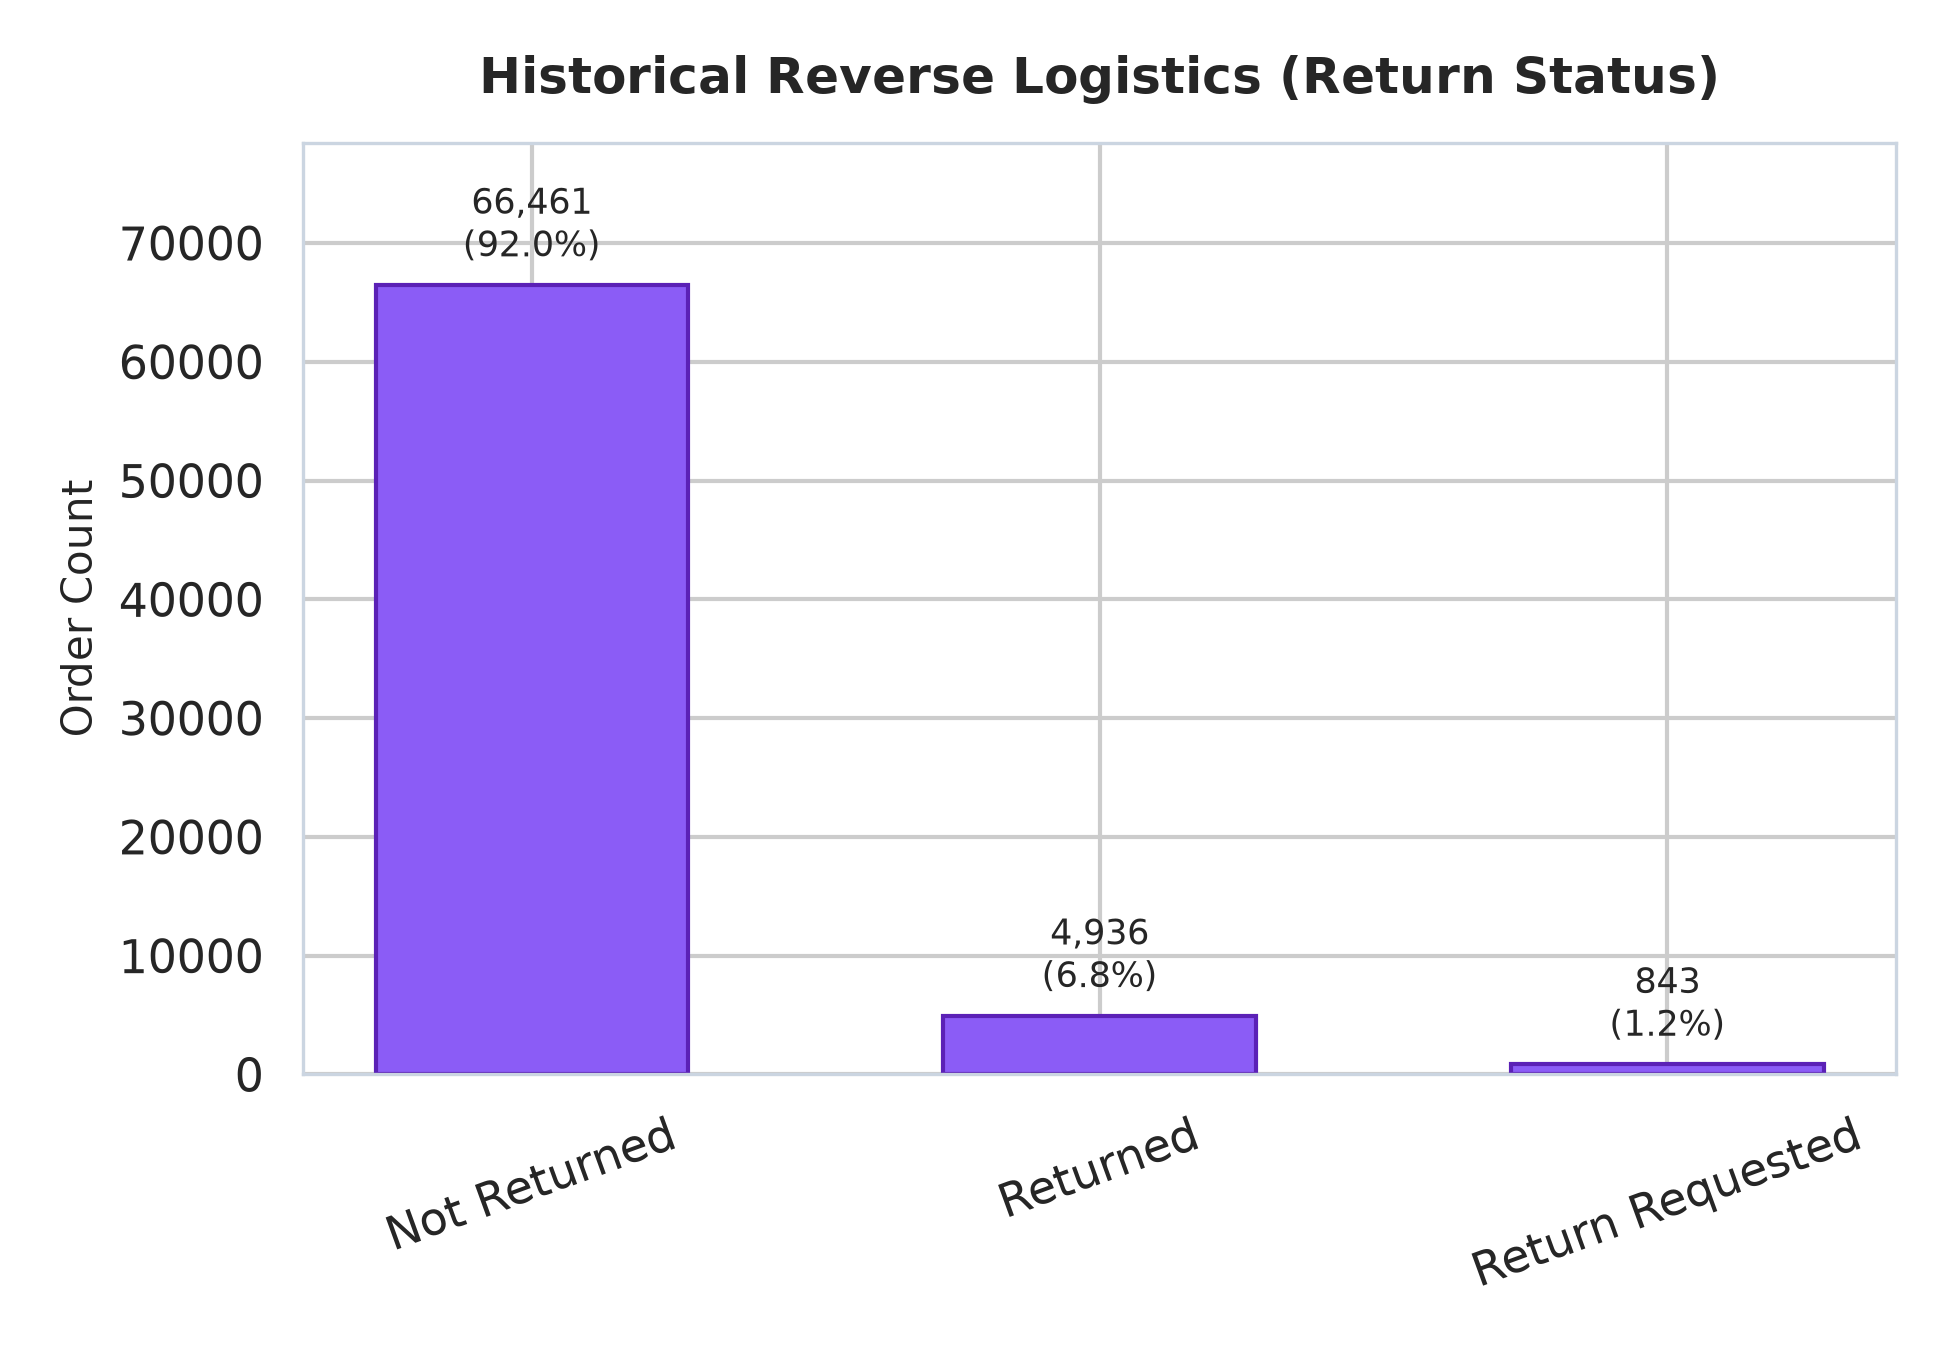 Historical Reverse Logistics (Return Status)
Order Count
70000
60000
50000
40000
30000
20000
10000
0
66,461
(92.0%)
4,936
(6.8%)
843
(1.2%)
Not Returned
Returned
Return Requested